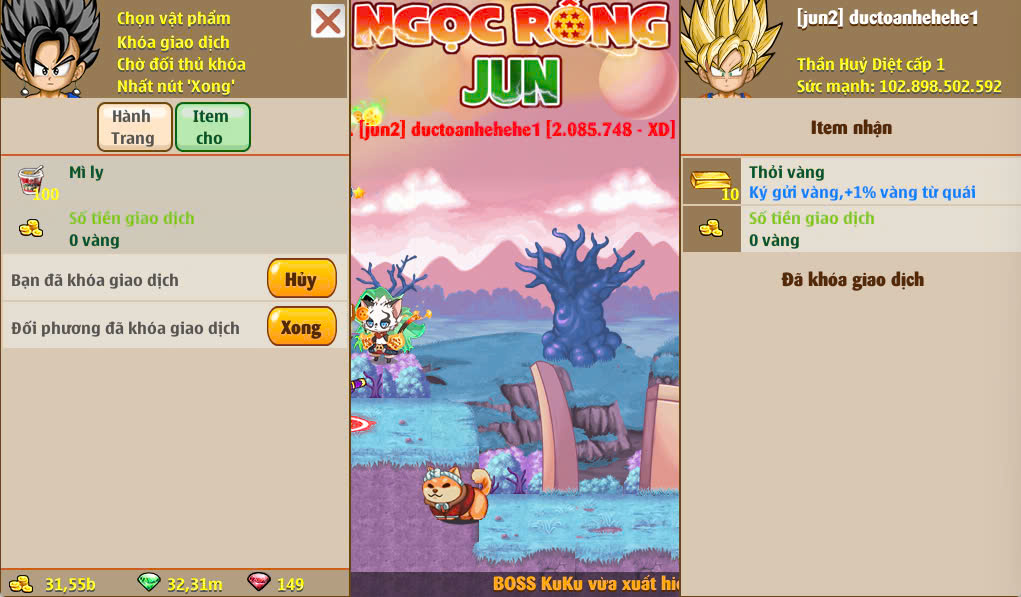 Chọn vật phẩm
Khóa giao dịch
Chờ đối thủ khóa
Nhất nút 'Xong'
Hành
Trang
Item
cho
Mì ly
100
Số tiền giao dịch
0 vàng
Bạn đã khóa giao dịch
Hủy
Đối phương đã khóa giao dịch
Xong
31,55b
32,31m
149
NGỌC RỒNG
JUN
. [jun2] ductoanhehehe1 [2.085.748 - XD]
BOSS KuKu vừa xuất hiệ
[jun2] ductoanhehehe1
Thần Huỷ Diệt cấp 1
Sức mạnh: 102.898.502.592
Item nhận
Thỏi vàng
10
Ký gửi vàng,+1% vàng từ quái
Số tiền giao dịch
0 vàng
Đã khóa giao dịch